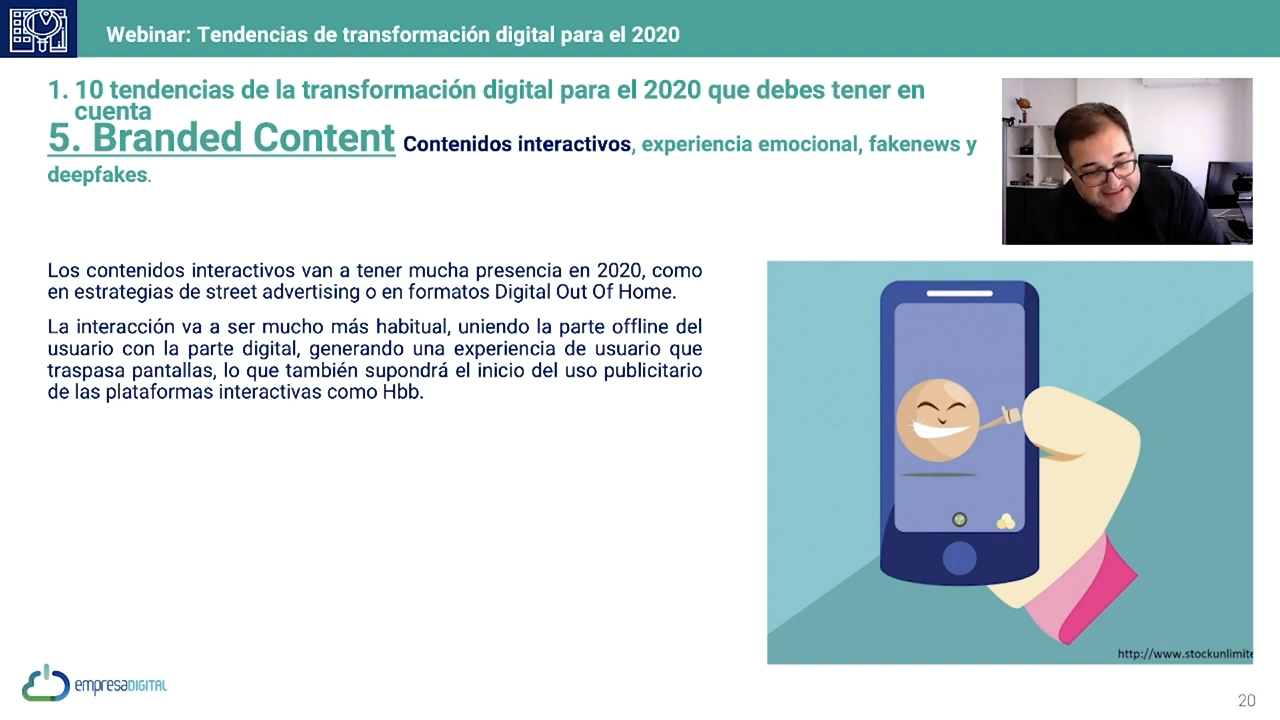 Webinar: Tendencias de transformación digital para el 2020
1. 10 tendencias de la transformación digital para el 2020 que debes tener en
cuenta
5. Branded Content Contenidos interactivos, experiencia emocional, fakenews y
deepfakes.
Los contenidos interactivos van a tener mucha presencia en 2020, como
en estrategias de street advertising o en formatos Digital Out Of Home.
La interacción va a ser mucho más habitual, uniendo la parte offline del
usuario con la parte digital, generando una experiencia de usuario que
traspasa pantallas, lo que también supondrá el inicio del uso publicitario
de las plataformas interactivas como Hbb.
http://www.stockunlimite
empresaDIGITAL
20